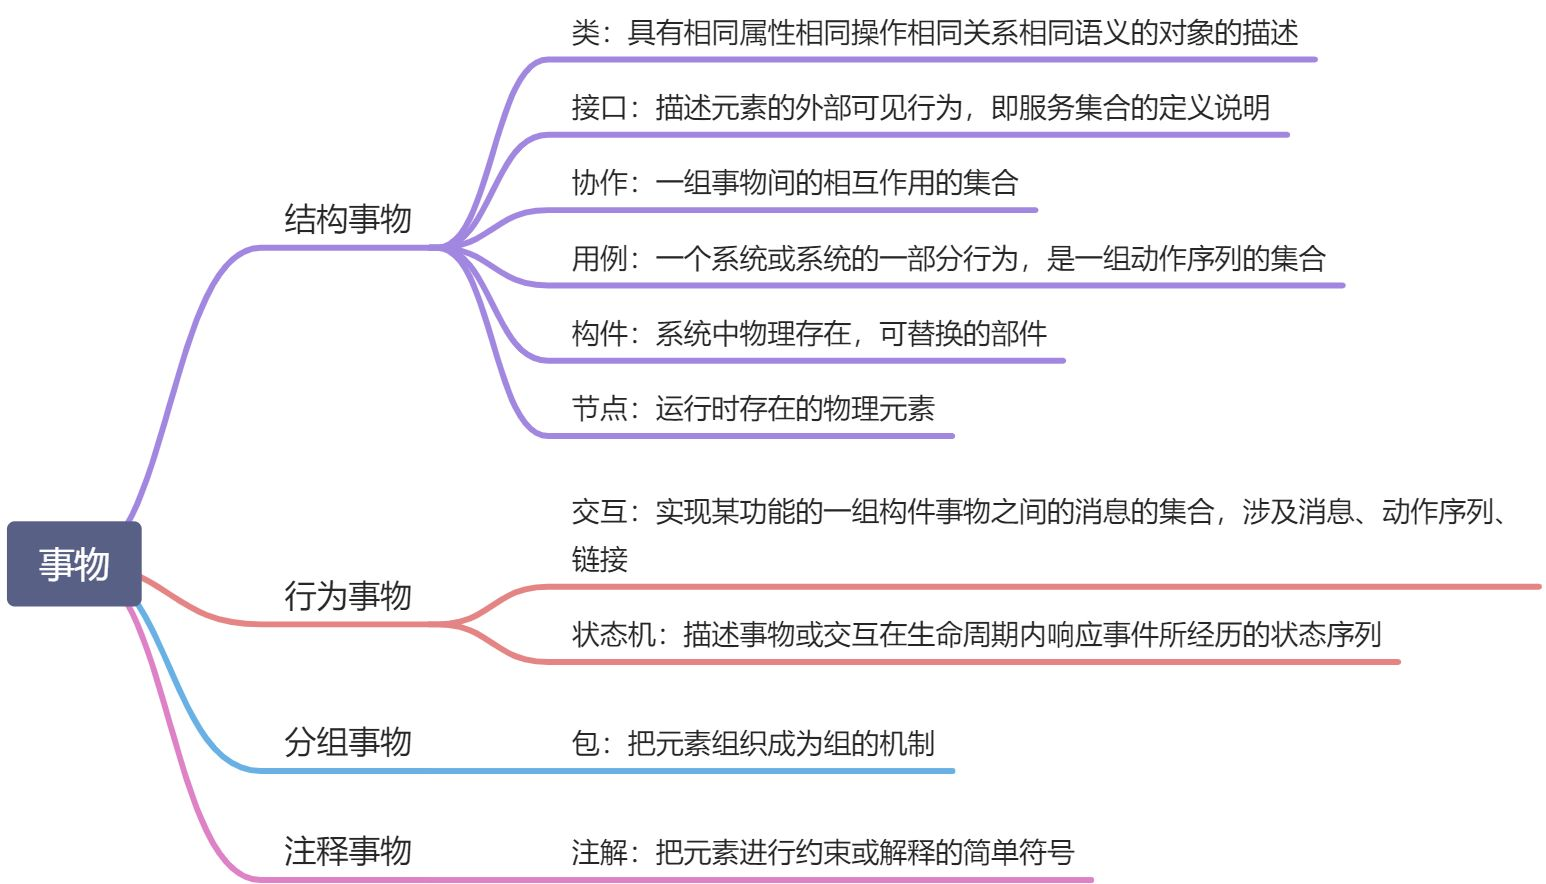 类：具有相同属性相同操作相同关系相同语义的对象的描述
接口：描述元素的外部可见行为，即服务集合的定义说明
协作：一组事物间的相互作用的集合
结构事物
用例：一个系统或系统的一部分行为，是一组动作序列的集合
构件：系统中物理存在，可替换的部件
节点：运行时存在的物理元素
事物
交互：实现某功能的一组构件事物之间的消息的集合，涉及消息、动作序列、
链接
行为事物
状态机：描述事物或交互在生命周期内响应事件所经历的状态序列
分组事物
包：把元素组织成为组的机制
注释事物
注解：把元素进行约束或解释的简单符号